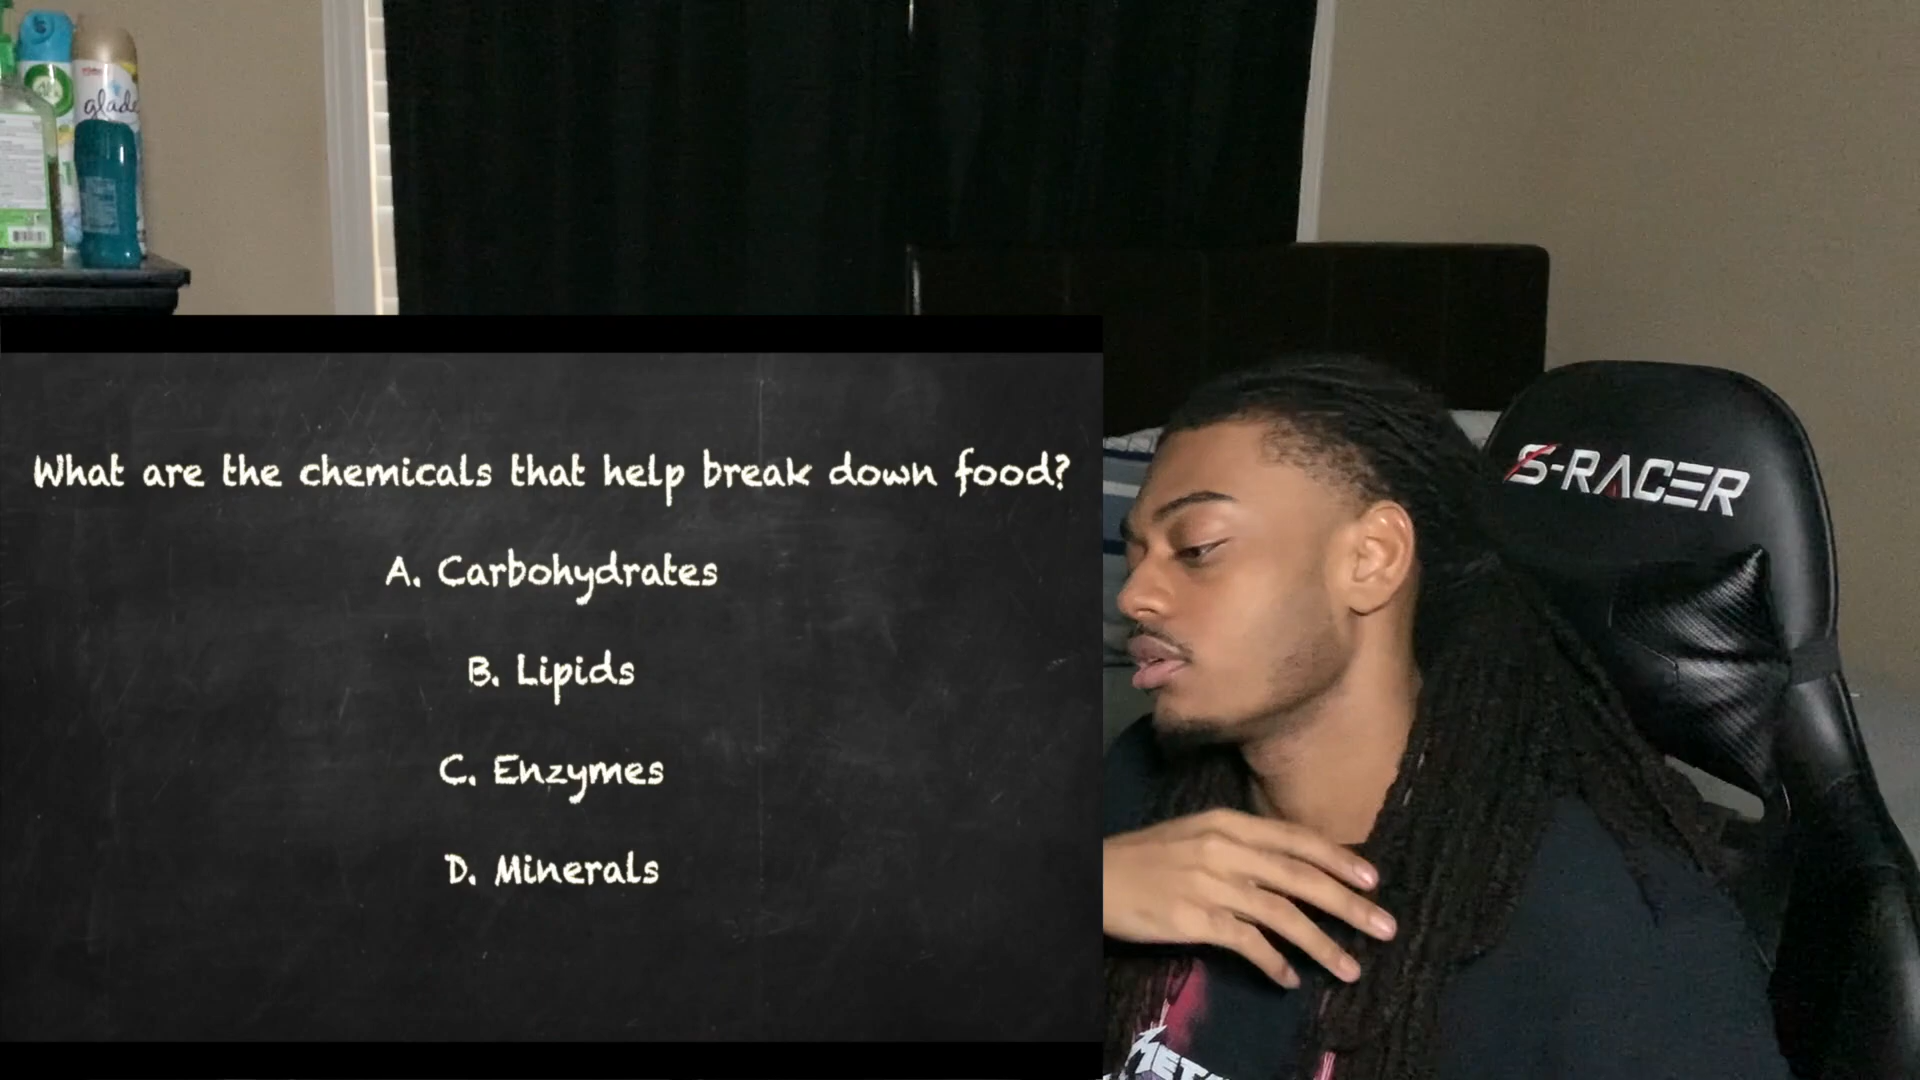 glade
S-RACER
What are the chemicals that help break down food?
A. Carbohydrates
B. Lipids
C. Enzymes
D. Minerals